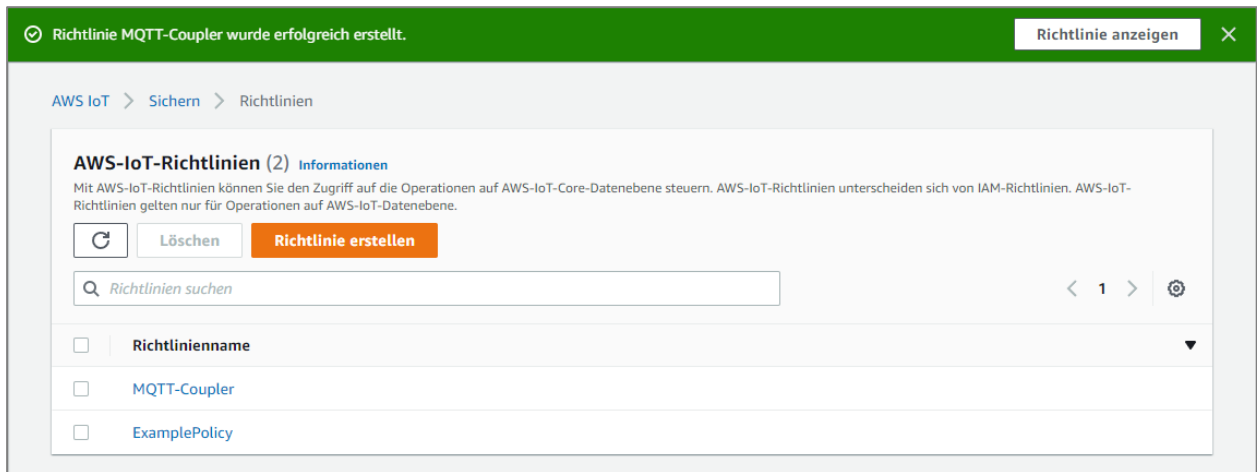 Richtlinie MQTT-Coupler wurde erfolgreich erstellt.
Richtlinie anzeigen
AWS IoT > Sichern > Richtlinien
AWS-IoT-Richtlinien (2) Informationen
Mit AWS-IoT-Richtlinien können Sie den Zugriff auf die Operationen auf AWS-IoT-Core-Datenebene steuern. AWS-IoT-Richtlinien unterscheiden sich von IAM-Richtlinien. AWS-IoT-
Richtlinien gelten nur für Operationen auf AWS-IoT-Datenebene.
Löschen Richtlinie erstellen
Richtlinien suchen
1
Richtlinienname
MQTT-Coupler
ExamplePolicy